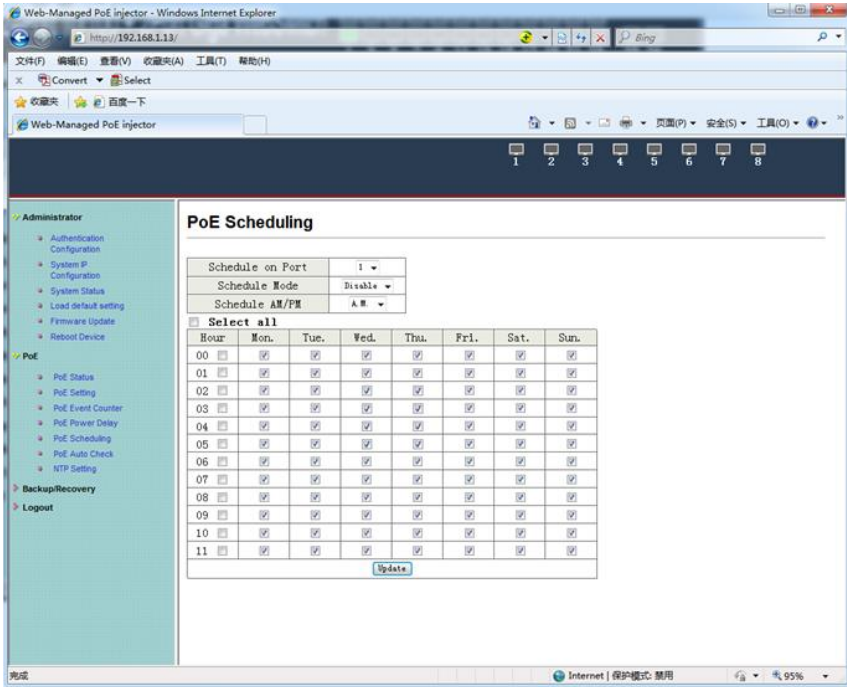 Web-Managed PoE injector - Windows Internet Explorer
http://192.168.1.13/
Bing
文件(F) 编辑(E) 查看(V) 收藏夹(A) 工具(T) 帮助(H)
x Convert Select
收藏夹 百度一下
Web-Managed PoE injector
页面(P) 安全(S) 工具(O)
1 2 3 4 5 6 7 8
Administrator
Authentication
Configuration
System IP
Configuration
System Status
Load default setting
Firmware Update
Reboot Device
PoE
PoE Status
PoE Setting
PoE Event Counter
PoE Power Delay
PoE Scheduling
PoE Auto Check
NTP Setting
Backup/Recovery
Logout
PoE Scheduling
Schedule on Port 1
Schedule Mode Disable
Schedule AM/PM A.M.
Select all
Hour Mon. Tue. Wed. Thu. Fri. Sat. Sun.
00
01
02
03
04
05
06
07
08
09
10
11
Update
完成
Internet | 保护模式: 禁用
95%